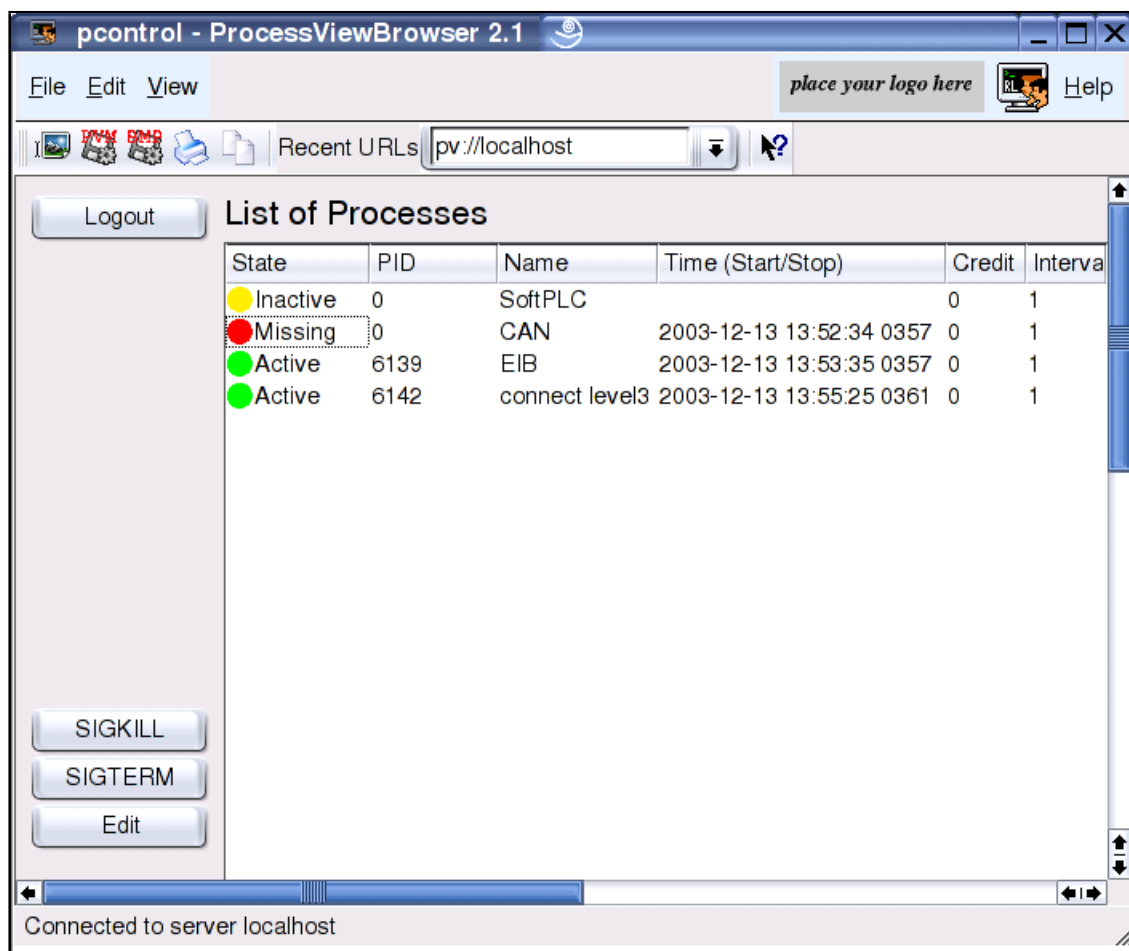 pcontrol - ProcessViewBrowser 2.1
File Edit View place your logo here RL Help
PVM BMP Recent URLs pv://localhost ?
Logout List of Processes
State PID Name Time (Start/Stop) Credit Interva
Inactive 0 SoftPLC 0 1
Missing 0 CAN 2003-12-13 13:52:34 0357 0 1
Active 6139 EIB 2003-12-13 13:53:35 0357 0 1
Active 6142 connect level3 2003-12-13 13:55:25 0361 0 1
SIGKILL
SIGTERM
Edit
Connected to server localhost